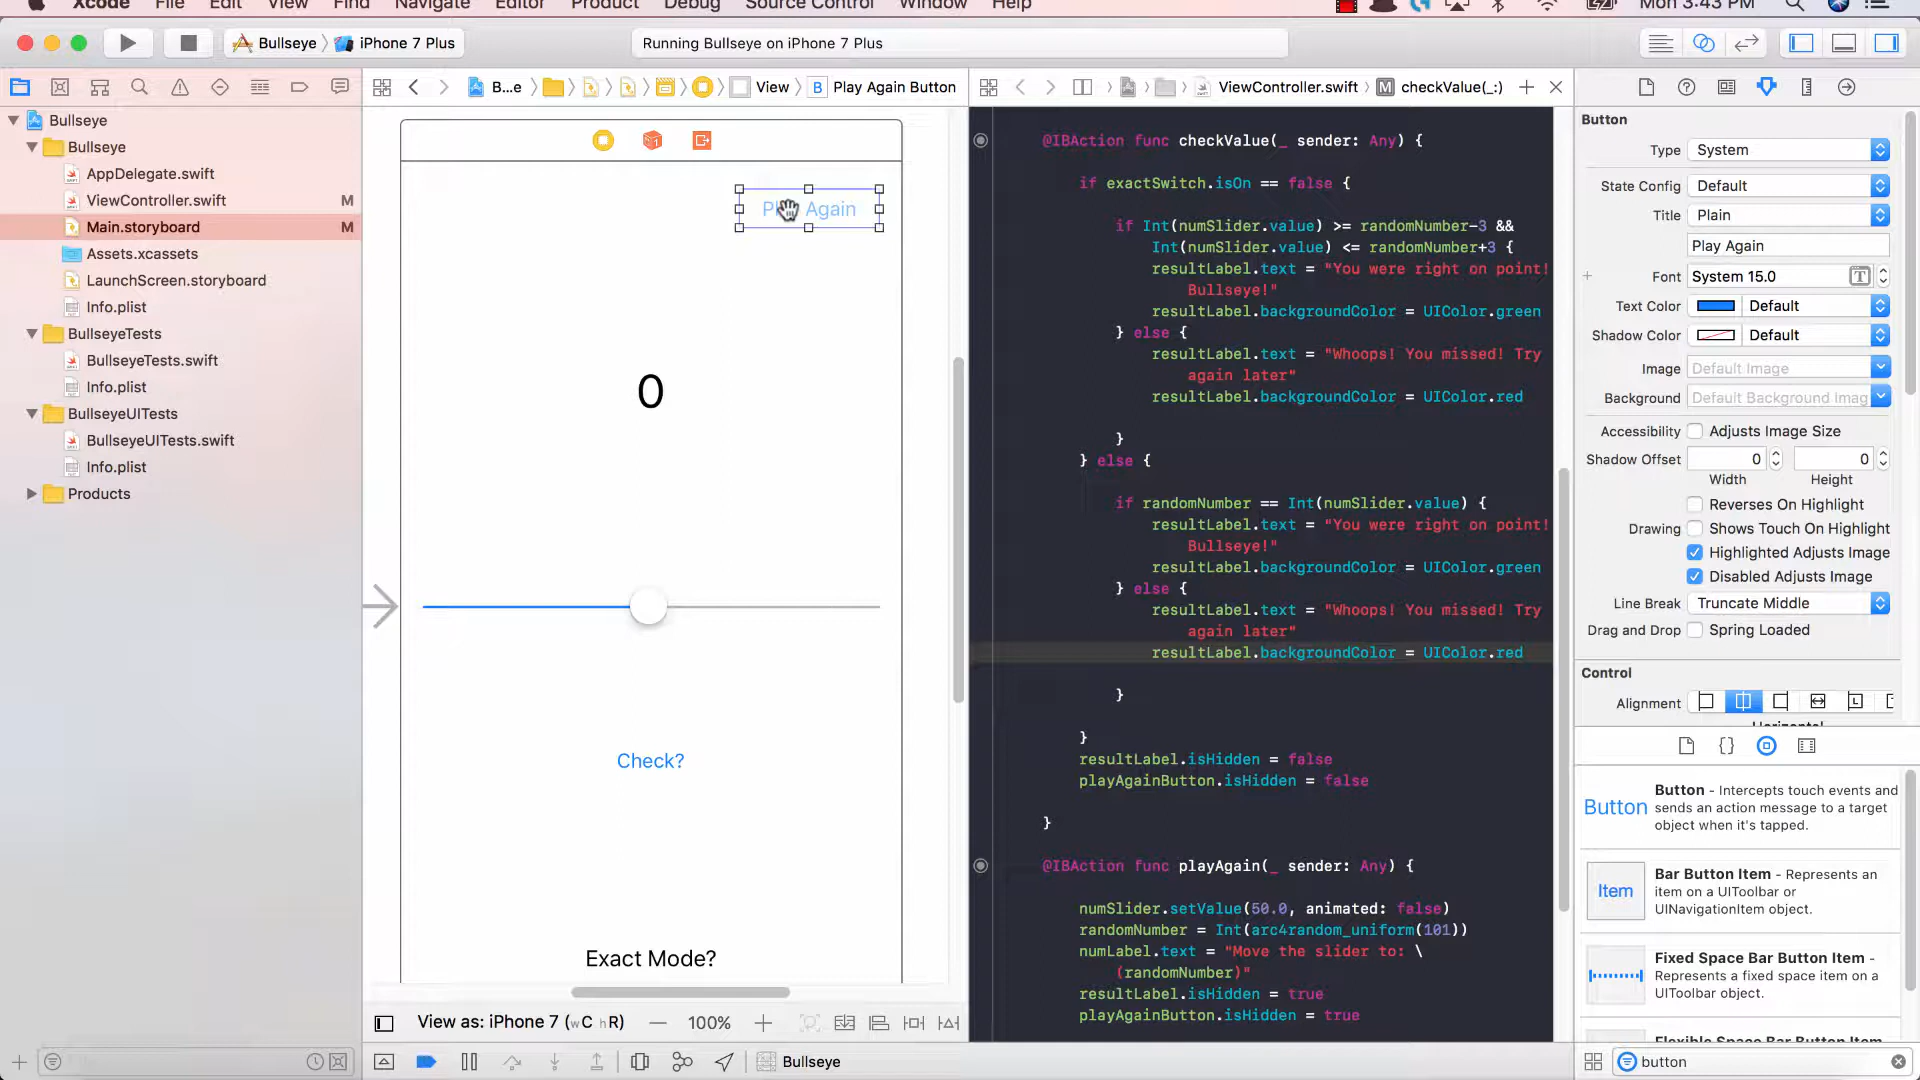 Xcode File Edit View Find Navigate Editor Product Debug Source Control Window Help Mon 3:43 PM
Bullseye iPhone 7 Plus
Running Bullseye on iPhone 7 Plus
B...e View B Play Again Button
ViewController.swift M checkValue(_:)
Bullseye
Bullseye
AppDelegate.swift
ViewController.swift M
Main.storyboard M
Assets.xcassets
LaunchScreen.storyboard
Info.plist
BullseyeTests
BullseyeTests.swift
Info.plist
BullseyeUITests
BullseyeUITests.swift
Info.plist
Products
Play Again
0
Check?
Exact Mode?
View as: iPhone 7 (wC hR) 100%
Bullseye
@IBAction func checkValue(_ sender: Any) {
if exactSwitch.isOn == false {
if Int(numSlider.value) >= randomNumber-3 &&
Int(numSlider.value) <= randomNumber+3 {
resultLabel.text = "You were right on point!
Bullseye!"
resultLabel.backgroundColor = UIColor.green
} else {
resultLabel.text = "Whoops! You missed! Try
again later"
resultLabel.backgroundColor = UIColor.red
}
} else {
if randomNumber == Int(numSlider.value) {
resultLabel.text = "You were right on point!
Bullseye!"
resultLabel.backgroundColor = UIColor.green
} else {
resultLabel.text = "Whoops! You missed! Try
again later"
resultLabel.backgroundColor = UIColor.red
}
}
resultLabel.isHidden = false
playAgainButton.isHidden = false
}
@IBAction func playAgain(_ sender: Any) {
numSlider.setValue(50.0, animated: false)
randomNumber = Int(arc4random_uniform(101))
numLabel.text = "Move the slider to: \
(randomNumber)"
resultLabel.isHidden = true
playAgainButton.isHidden = true
Button
Type System
State Config Default
Title Plain
Play Again
Font System 15.0 T
Text Color Default
Shadow Color Default
Image Default Image
Background Default Background Imag
Accessibility Adjusts Image Size
Shadow Offset 0 0
Width Height
Reverses On Highlight
Drawing Shows Touch On Highlight
Highlighted Adjusts Image
Disabled Adjusts Image
Line Break Truncate Middle
Drag and Drop Spring Loaded
Control
Alignment
Horizontal
Button Button - Intercepts touch events and
sends an action message to a target
object when it's tapped.
Item Bar Button Item - Represents an
item on a UIToolbar or
UINavigationItem object.
Fixed Space Bar Button Item -
Represents a fixed space item on a
UIToolbar object.
Flexible Space Bar Button Item
button